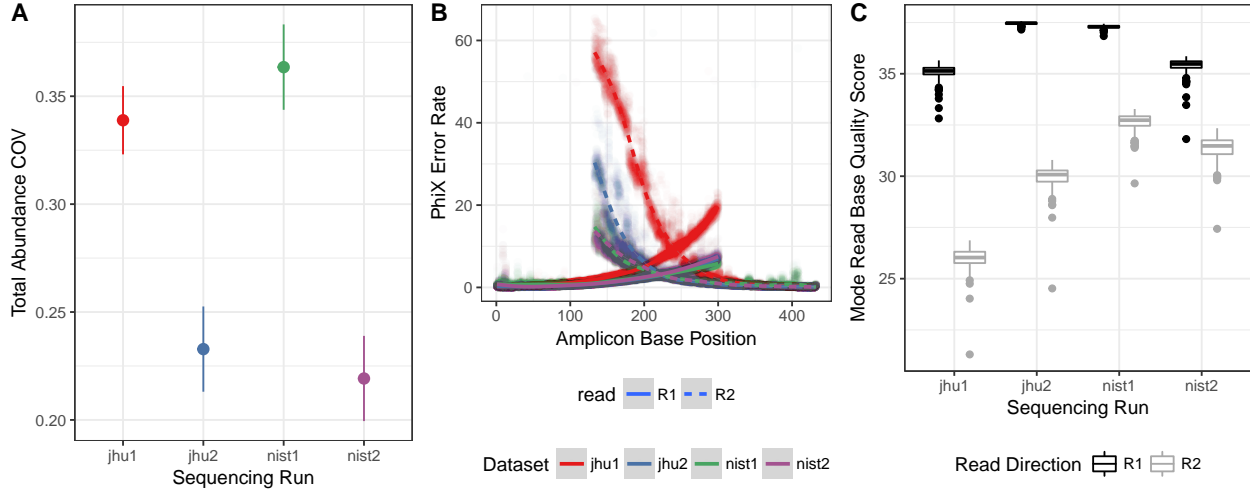 A
Total Abundance COV
0.35
0.30
0.25
0.20
jhu1 jhu2 nist1 nist2
Sequencing Run
B
PhiX Error Rate
60
40
20
0
0 100 200 300 400
Amplicon Base Position
read R1 R2
Dataset jhu1 jhu2 nist1 nist2
C
Mode Read Base Quality Score
35
30
25
jhu1 jhu2 nist1 nist2
Sequencing Run
Read Direction R1 R2